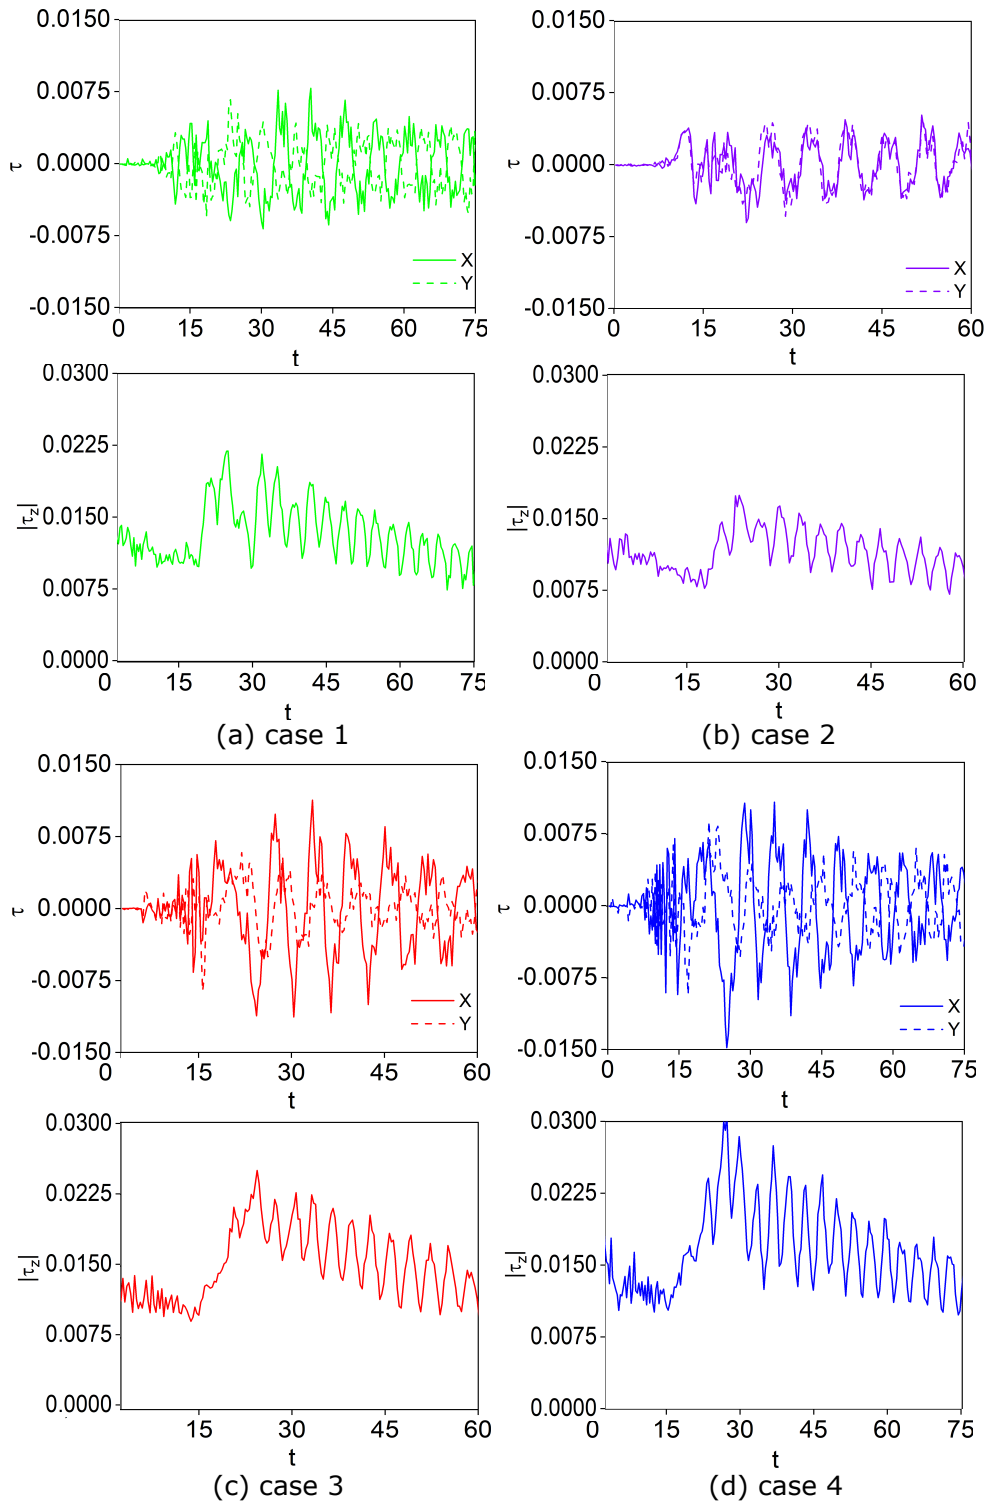 0.0150 0.0150
0.0075 0.0075
τ 0.0000 τ 0.0000
-0.0075 -0.0075
X X
Y Y
-0.0150 -0.0150
0 15 30 45 60 75 0 15 30 45 60
t t
0.0300 0.0300
0.0225 0.0225
|τz| 0.0150 |τz| 0.0150
0.0075 0.0075
0.0000 0.0000
0 15 30 45 60 75 0 15 30 45 60
t t
(a) case 1 (b) case 2
0.0150 0.0150
0.0075 0.0075
τ 0.0000 τ 0.0000
-0.0075 -0.0075
X X
Y Y
-0.0150 -0.0150
0 15 30 45 60 0 15 30 45 60 75
t t
0.0300 0.0300
0.0225 0.0225
|τz| 0.0150 |τz| 0.0150
0.0075 0.0075
0.0000 0.0000
15 30 45 60 0 15 30 45 60 75
t t
(c) case 3 (d) case 4